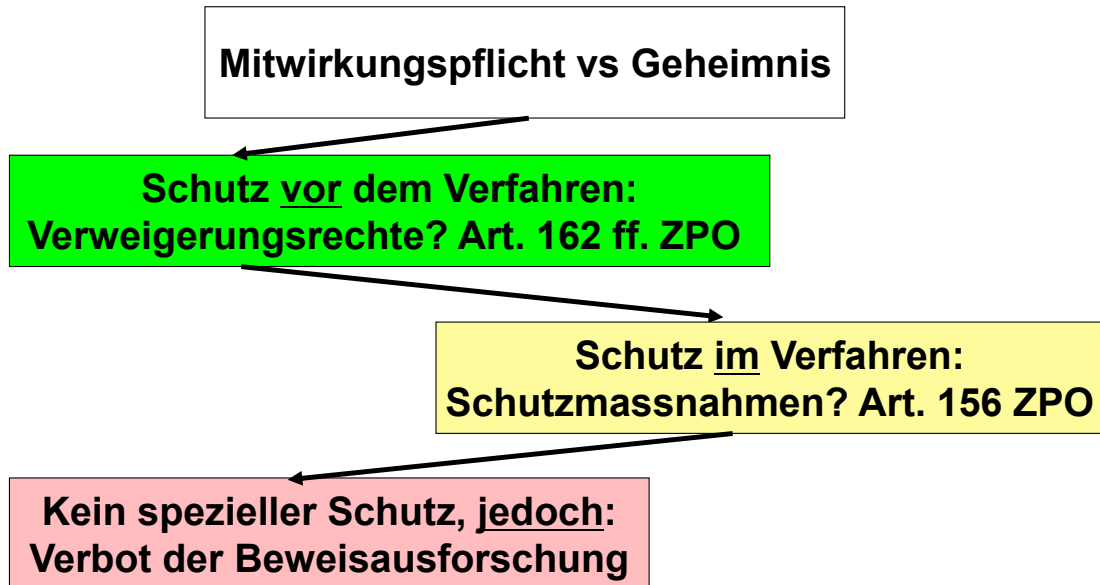 Mitwirkungspflicht vs Geheimnis
Schutz vor dem Verfahren:
Verweigerungsrechte? Art. 162 ff. ZPO
Schutz im Verfahren:
Schutzmassnahmen? Art. 156 ZPO
Kein spezieller Schutz, jedoch:
Verbot der Beweisausforschung